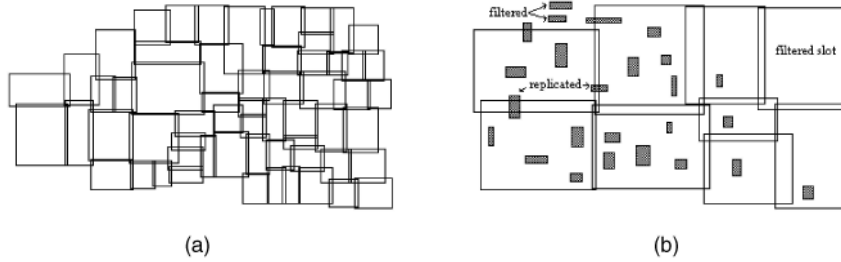 filtered
filtered slot
replicated
(a)
(b)